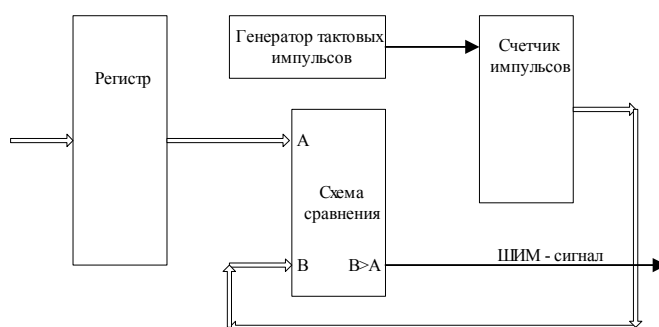 Генератор тактовых
импульсов
Счетчик
импульсов
Регистр
A
Схема
сравнения
B
B>A
ШИМ - сигнал